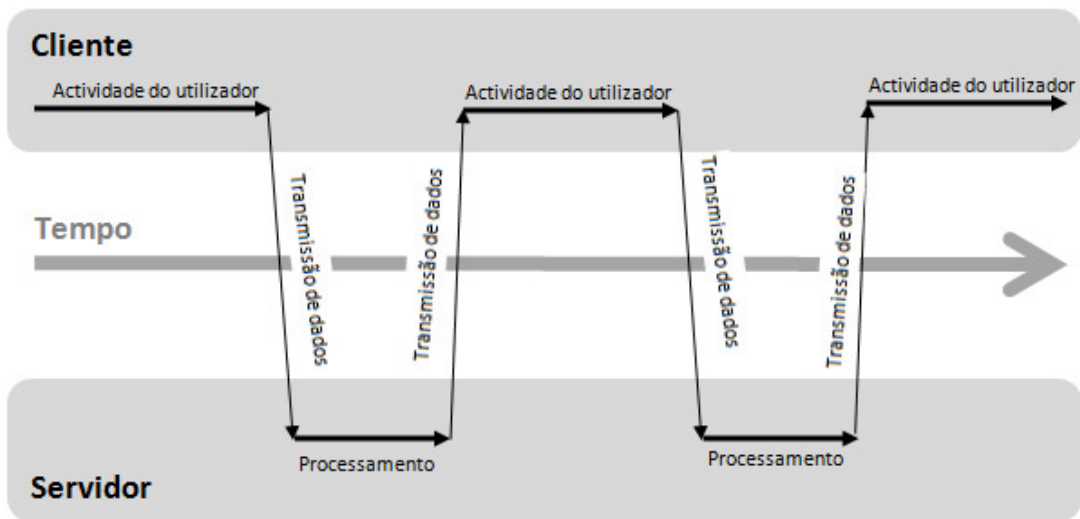 Cliente
Actividade do utilizador
Actividade do utilizador
Actividade do utilizador
Transmissão de dados
Transmissão de dados
Transmissão de dados
Transmissão de dados
Tempo
Processamento
Processamento
Servidor